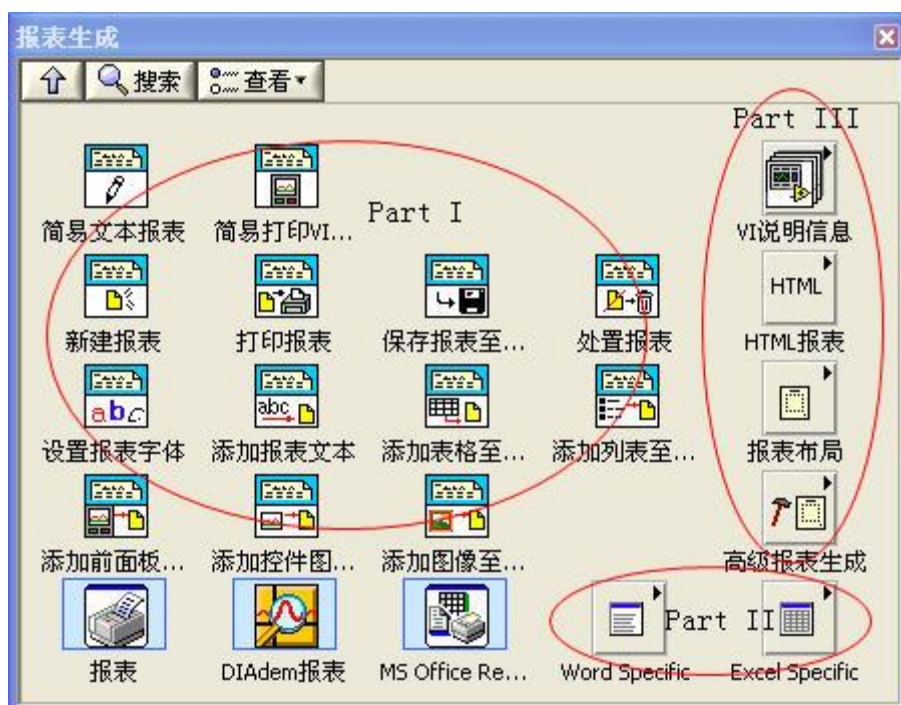 报表生成
搜索 查看
Part III
简易文本报表 简易打印VI... Part I VI说明信息
HTML
新建报表 打印报表 保存报表至... 处置报表 HTML报表
abc abc
设置报表字体 添加报表文本 添加表格至... 添加列表至... 报表布局
添加前面板... 添加控件图... 添加图像至... 高级报表生成
Part II
报表 DIAdem报表 MS Office Re... Word Specific Excel Specific